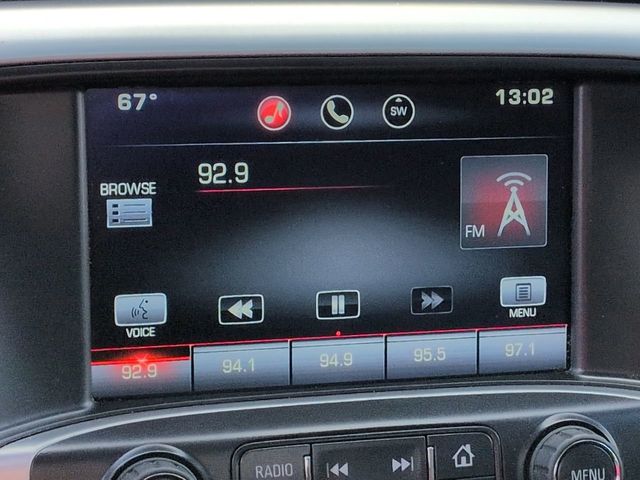 67° SW 13:02
92.9
BROWSE
FM
VOICE MENU
92.9 94.1 94.9 95.5 97.1
RADIO
MENU